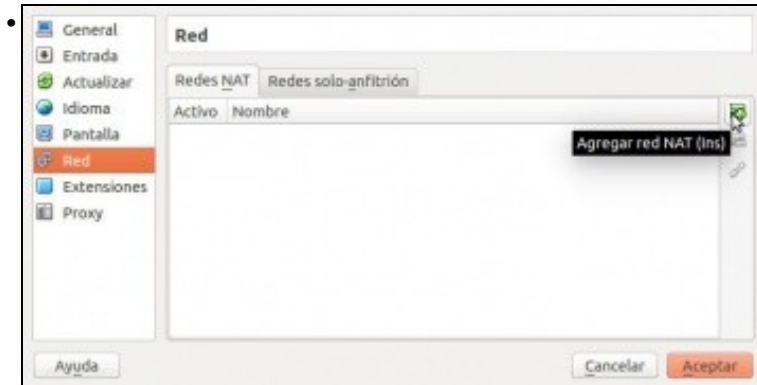 General
Entrada
Actualizar
Idioma
Pantalla
Red
Extensiones
Proxy
Red
Redes NAT Redes solo-anfitrión
Activo Nombre
Agregar red NAT (Ins)
Ayuda
Cancelar
Aceptar